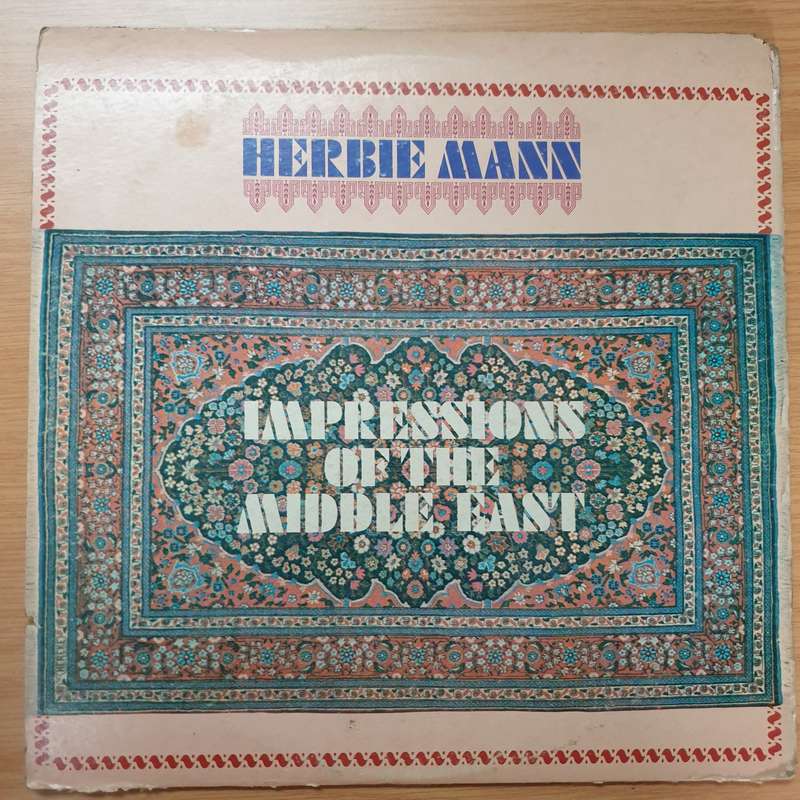 HERBIE MANN
IMPRESSIONS
OF THE
MIDDLE EAST